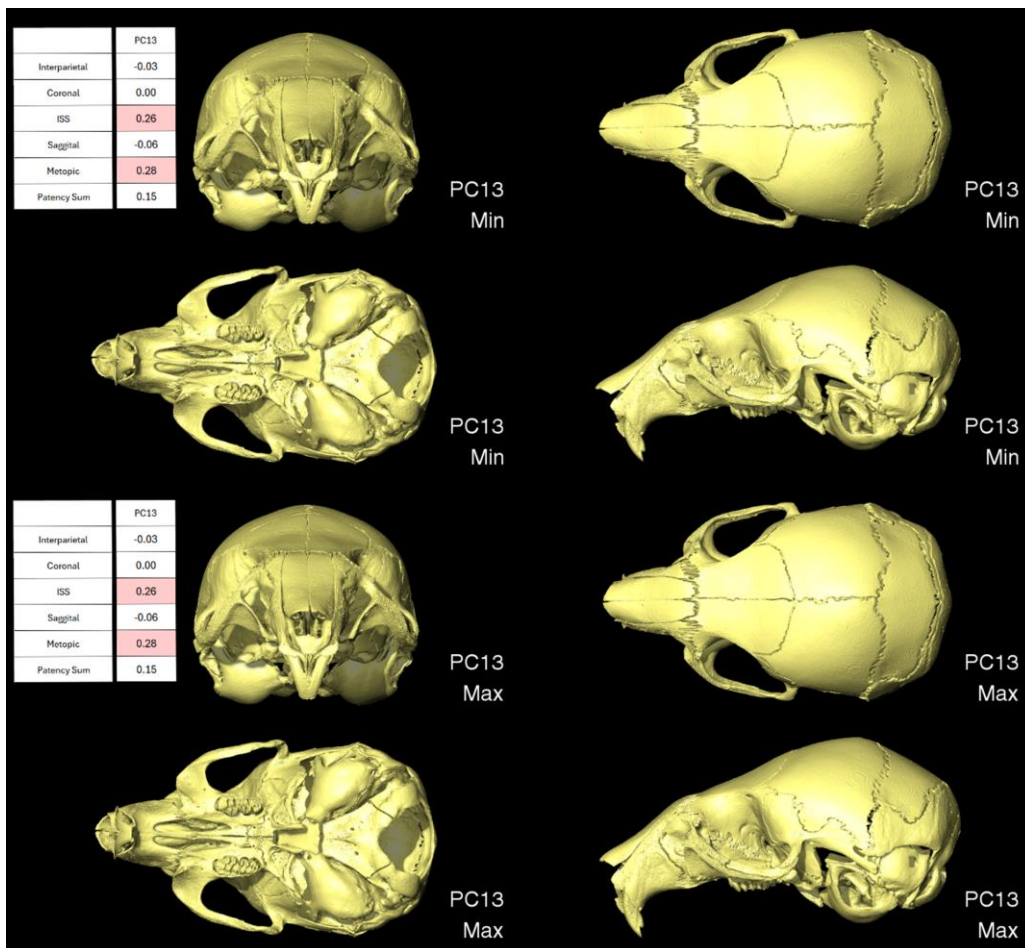 PC13
Interparietal -0.03
Coronal 0.00
ISS 0.26
Saggital -0.06
Metopic 0.28
Patency Sum 0.15
PC13
Min
PC13
Min
PC13
Min
PC13
Min
PC13
Interparietal -0.03
Coronal 0.00
ISS 0.26
Saggital -0.06
Metopic 0.28
Patency Sum 0.15
PC13
Max
PC13
Max
PC13
Max
PC13
Max